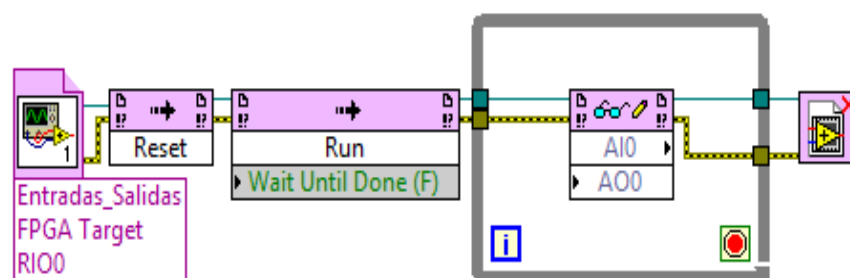 1
Entradas_Salidas
FPGA Target
RIO0
!?
!?
Reset
!?
!?
Run
Wait Until Done (F)
!?
!?
AI0
AO0
i